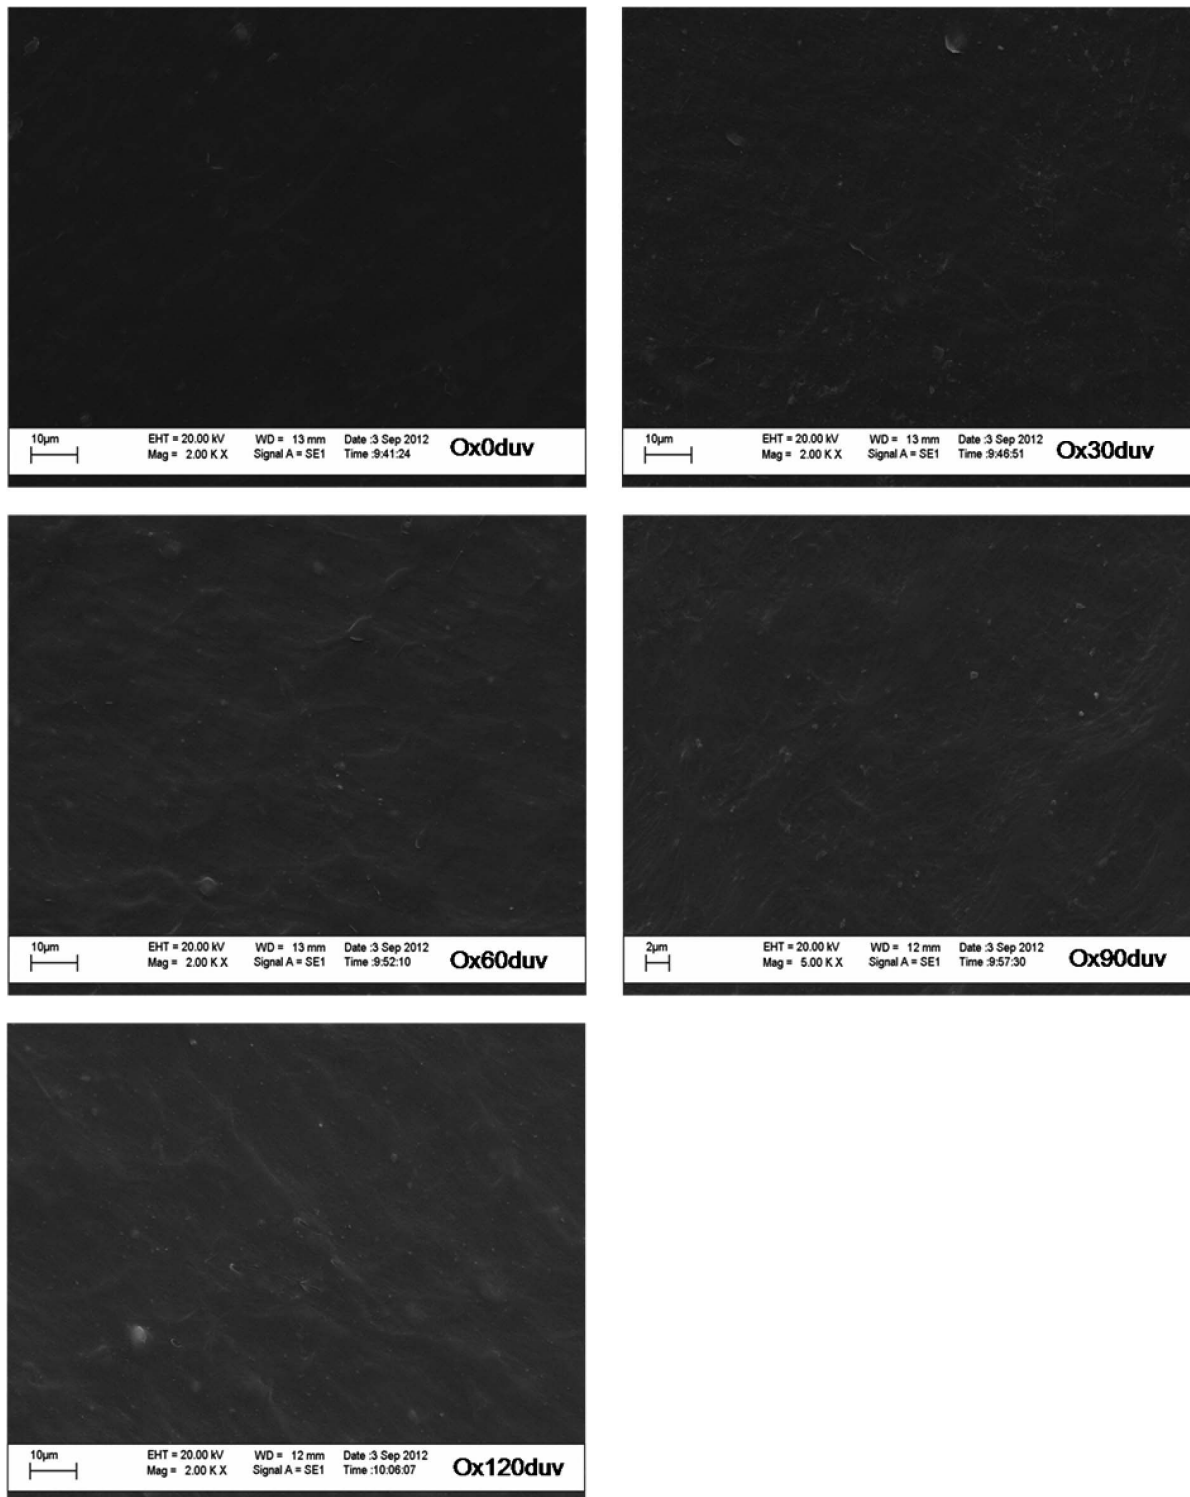 10µm
EHT = 20.00 kV WD = 13 mm Date :3 Sep 2012
Mag = 2.00 K X Signal A = SE1 Time :9:41:24
Ox0duv
10µm
EHT = 20.00 kV WD = 13 mm Date :3 Sep 2012
Mag = 2.00 K X Signal A = SE1 Time :9:46:51
Ox30duv
10µm
EHT = 20.00 kV WD = 13 mm Date :3 Sep 2012
Mag = 2.00 K X Signal A = SE1 Time :9:52:10
Ox60duv
2µm
EHT = 20.00 kV WD = 12 mm Date :3 Sep 2012
Mag = 5.00 K X Signal A = SE1 Time :9:57:30
Ox90duv
10µm
EHT = 20.00 kV WD = 12 mm Date :3 Sep 2012
Mag = 2.00 K X Signal A = SE1 Time :10:06:07
Ox120duv